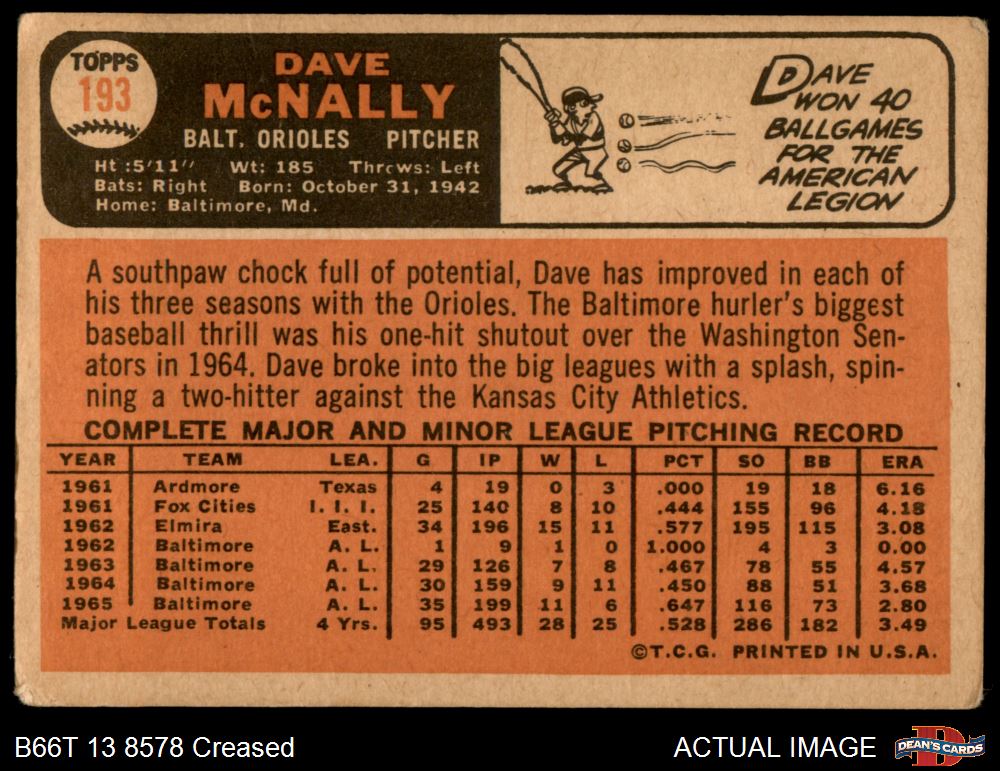 TOPPS
193
DAVE
McNALLY
BALT. ORIOLES PITCHER
Ht :5'11" Wt: 185 Throws: Left
Bats: Right Born: October 31, 1942
Home: Baltimore, Md.
DAVE
WON 40
BALLGAMES
FOR THE
AMERICAN
LEGION
A southpaw chock full of potential, Dave has improved in each of
his three seasons with the Orioles. The Baltimore hurler's biggest
baseball thrill was his one-hit shutout over the Washington Sen-
ators in 1964. Dave broke into the big leagues with a splash, spin-
ning a two-hitter against the Kansas City Athletics.
COMPLETE MAJOR AND MINOR LEAGUE PITCHING RECORD
YEAR TEAM LEA. G IP W L PCT SO BB ERA
1961 Ardmore Texas 4 19 0 3 .000 19 18 6.16
1961 Fox Cities I. I. I. 25 140 8 10 .444 155 96 4.18
1962 Elmira East. 34 196 15 11 .577 195 115 3.08
1962 Baltimore A. L. 1 9 1 0 1.000 4 3 0.00
1963 Baltimore A. L. 29 126 7 8 .467 78 55 4.57
1964 Baltimore A. L. 30 159 9 11 .450 88 51 3.68
1965 Baltimore A. L. 35 199 11 6 .647 116 73 2.80
Major League Totals 4 Yrs. 95 493 28 25 .528 286 182 3.49
©T.C.G. PRINTED IN U.S.A.
B66T 13 8578 Creased
ACTUAL IMAGE
DEAN'S CARDS